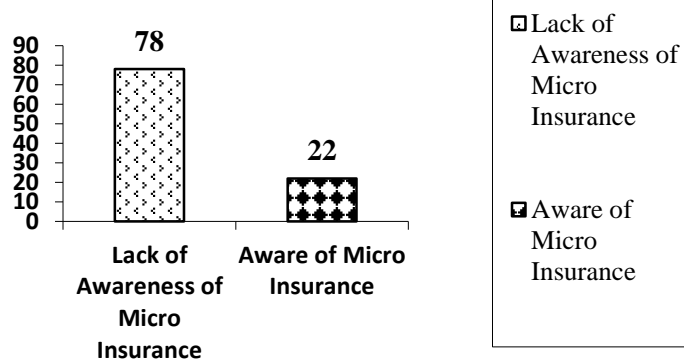 78
22
90
80
70
60
50
40
30
20
10
0
Lack of
Awareness of
Micro
Insurance
Aware of Micro
Insurance
Lack of
Awareness of
Micro
Insurance
Aware of
Micro
Insurance